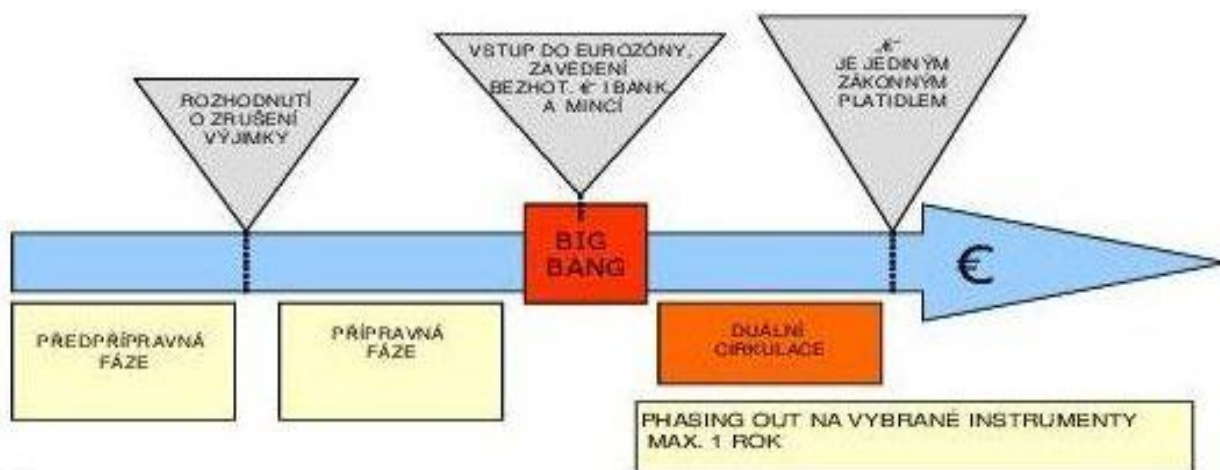 ROZHODNUTÍ
O ZRUŠENÍ
VÝJIMKY
VSTUP DO EUROZÓNY,
ZAVEDENÍ
BEZHOT. € I BANK.
A MINCÍ
€
JE JEDINÝM
ZÁKONNÝM
PLATIDLEM
BIG
BANG
€
PŘEDPŘÍPRAVNÁ
FÁZE
PŘÍPRAVNÁ
FÁZE
DUÁLNÍ
CIRKULACE
PHASING OUT NA VYBRANÉ INSTRUMENTY
MAX. 1 ROK